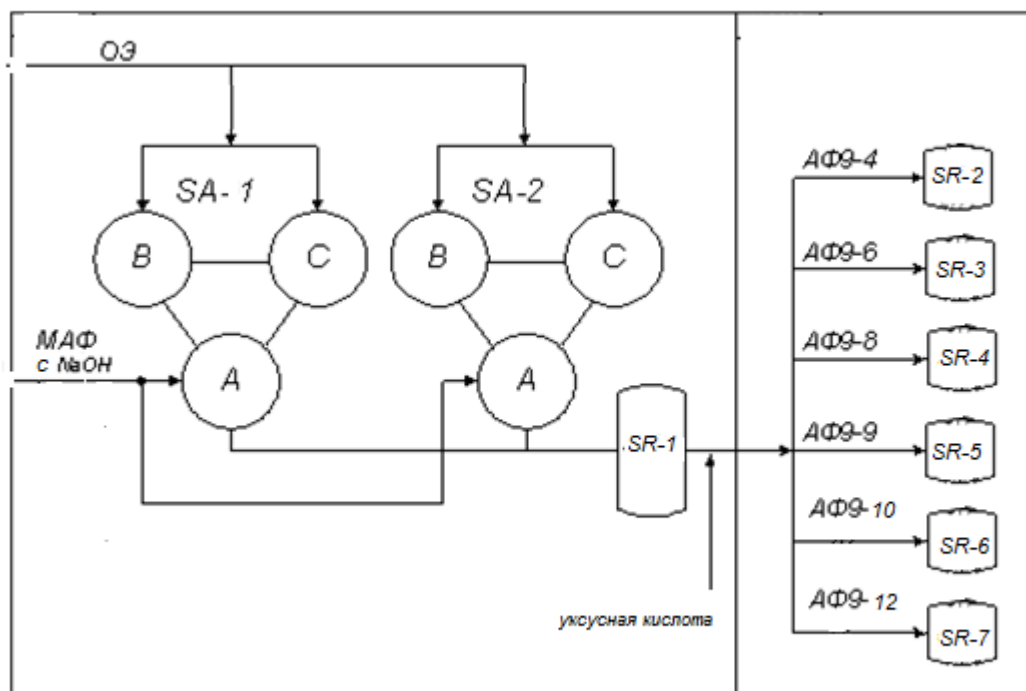 ОЭ
SA-1
SA-2
B
C
B
C
МАФ
с NaOH
A
A
SR-1
уксусная кислота
АФ9-4
SR-2
АФ9-6
SR-3
АФ9-8
SR-4
АФ9-9
SR-5
АФ9-10
SR-6
АФ9-12
SR-7